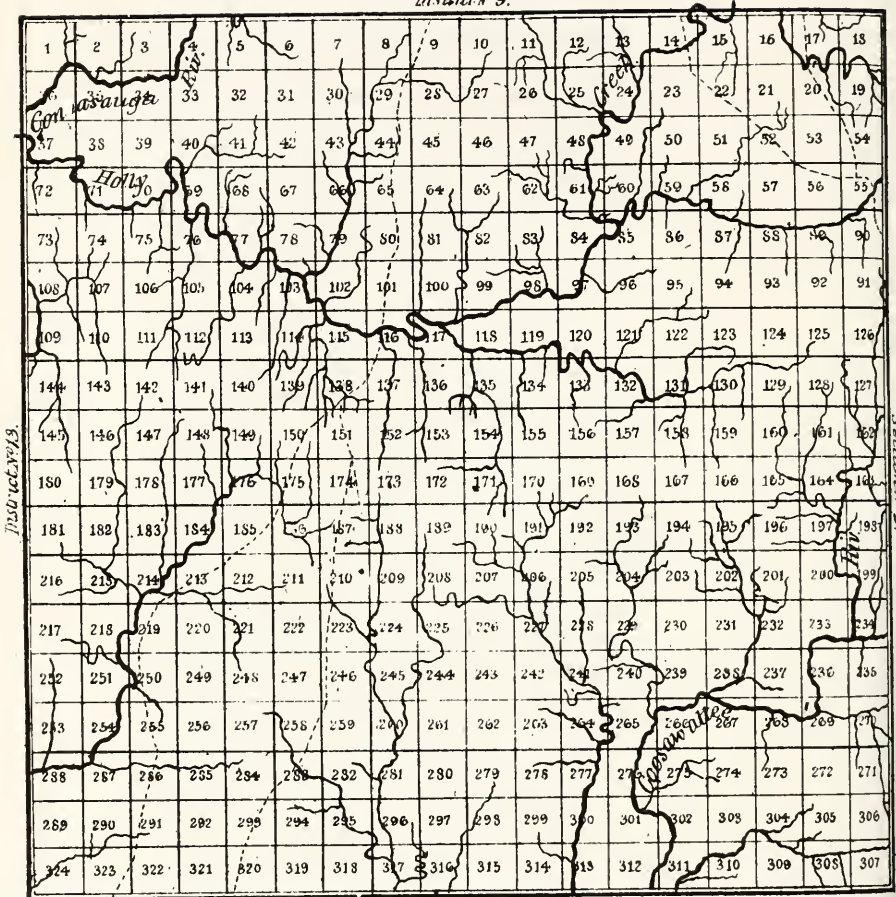 District 9.
1 2 3 4 5 6 7 8 9 10 11 12 13 14 15 16 17 18
Riv.
36 35 34 33 32 31 30 29 28 27 26 25 24 23 22 21 20 19
Creek
37 38 39 40 41 42 43 44 45 46 47 48 49 50 51 52 53 54
Holly
72 71 70 69 68 67 66 65 64 63 62 61 60 59 58 57 56 55
73 74 75 76 77 78 79 80 81 82 83 84 85 86 87 88 89 90
108 107 106 105 104 103 102 101 100 99 98 97 96 95 94 93 92 91
109 110 111 112 113 114 115 116 117 118 119 120 121 122 123 124 125 126
144 143 142 141 140 139 138 137 136 135 134 133 132 131 130 129 128 127
145 146 147 148 149 150 151 152 153 154 155 156 157 158 159 160 161 162
180 179 178 177 176 175 174 173 172 171 170 169 168 167 166 165 164 163
181 182 183 184 185 186 187 188 189 190 191 192 193 194 195 196 197 198
Riv.
216 215 214 213 212 211 210 209 208 207 206 205 204 203 202 201 200 199
217 218 219 220 221 222 223 224 225 226 227 228 229 230 231 232 233 234
252 251 250 249 248 247 246 245 244 243 242 241 240 239 238 237 236 235
253 254 255 256 257 258 259 260 261 262 263 264 265 266 267 268 269 270
Coosawattee
288 287 286 285 284 283 282 281 280 279 278 277 276 275 274 273 272 271
289 290 291 292 293 294 295 296 297 298 299 300 301 302 303 304 305 306
324 323 322 321 320 319 318 317 316 315 314 313 312 311 310 309 308 307
District Nº 13.